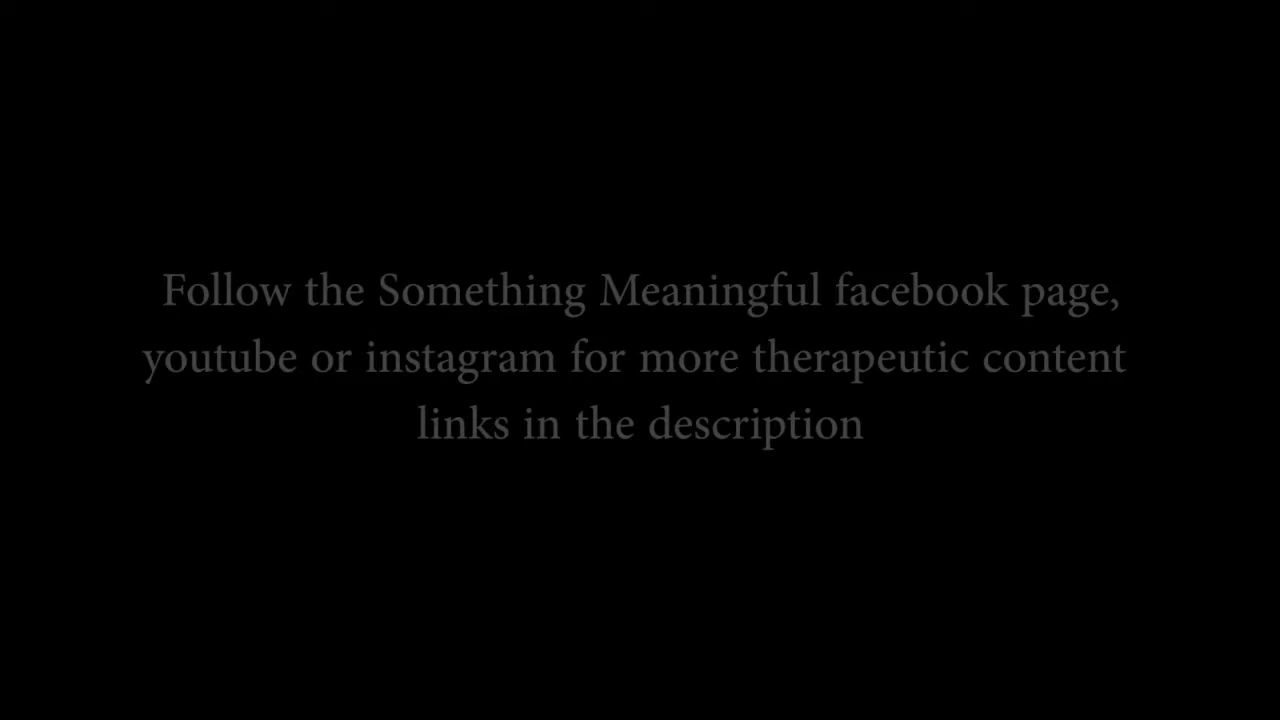 Follow the Something Meaningful facebook page,
youtube or instagram for more therapeutic content
links in the description